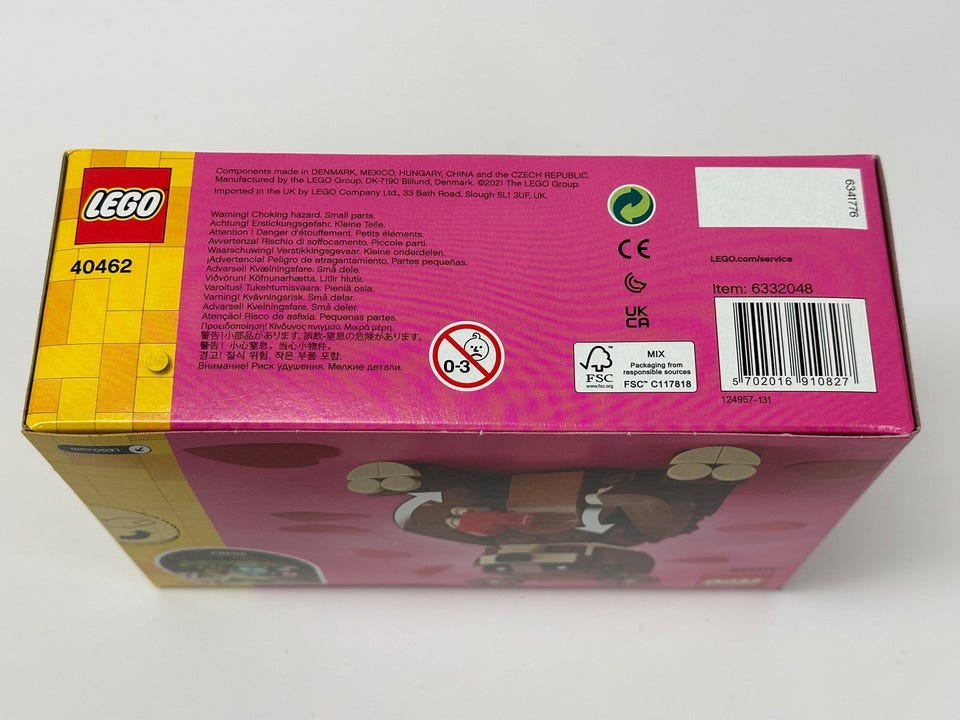 LEGO
40462
Components made in DENMARK, MEXICO, HUNGARY, CHINA and the CZECH REPUBLIC.
Manufactured by the LEGO Group, DK-7190 Billund, Denmark. ©2021 The LEGO Group.
Imported in the UK by LEGO Company Ltd., 33 Bath Road, Slough SL1 3UF, UK.
Warning! Choking hazard. Small parts.
Achtung! Erstickungsgefahr. Kleine Teile.
Attention ! Danger d'étouffement. Petits éléments.
Avvertenza! Rischio di soffocamento. Piccole parti.
Waarschuwing! Verstikkingsgevaar. Kleine onderdelen.
¡Advertencia! Peligro de atragantamiento. Partes pequeñas.
Advarsel! Kvælningsfare. Små dele.
Viðvörun! Köfnunarhætta. Litlir hlutir.
Varoitus! Tukehtumisvaara. Pieniä osia.
Varning! Kvävningsrisk. Små delar.
Advarsel! Kvelningsfare. Små deler.
Atenção! Risco de asfixia. Pequenas partes.
Προειδοποίηση! Κίνδυνος πνιγμού. Μικρά μέρη.
警告!小部品があります。誤飲・窒息の危険があります。
警告! 小心窒息。当心小物件。
경고! 질식 위험. 작은 부품 포함.
Внимание! Риск удушения. Мелкие детали.
0-3
CE
UK
CA
FSC
www.fsc.org
MIX
Packaging from
responsible sources
FSC™ C117818
6341776
LEGO.com/service
Item: 6332048
5 702016 910827
124957-131
LEGO.com